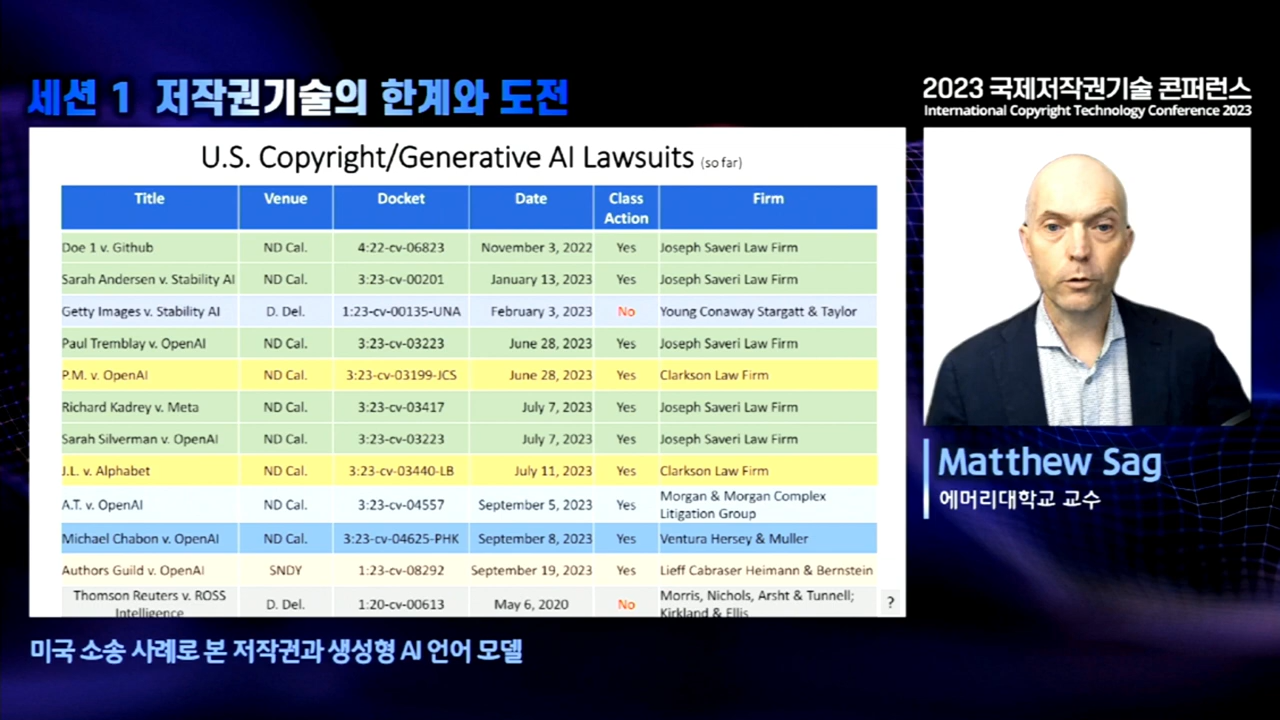 세션 1 저작권기술의 한계와 도전
2023 국제저작권기술 콘퍼런스
International Copyright Technology Conference 2023
U.S. Copyright/Generative AI Lawsuits (so far)
Title Venue Docket Date Class Action Firm
Doe 1 v. Github ND Cal. 4:22-cv-06823 November 3, 2022 Yes Joseph Saveri Law Firm
Sarah Andersen v. Stability AI ND Cal. 3:23-cv-00201 January 13, 2023 Yes Joseph Saveri Law Firm
Getty Images v. Stability AI D. Del. 1:23-cv-00135-UNA February 3, 2023 No Young Conaway Stargatt & Taylor
Paul Tremblay v. OpenAI ND Cal. 3:23-cv-03223 June 28, 2023 Yes Joseph Saveri Law Firm
P.M. v. OpenAI ND Cal. 3:23-cv-03199-JCS June 28, 2023 Yes Clarkson Law Firm
Richard Kadrey v. Meta ND Cal. 3:23-cv-03417 July 7, 2023 Yes Joseph Saveri Law Firm
Sarah Silverman v. OpenAI ND Cal. 3:23-cv-03223 July 7, 2023 Yes Joseph Saveri Law Firm
J.L. v. Alphabet ND Cal. 3:23-cv-03440-LB July 11, 2023 Yes Clarkson Law Firm
A.T. v. OpenAI ND Cal. 3:23-cv-04557 September 5, 2023 Yes Morgan & Morgan Complex
Litigation Group
Michael Chabon v. OpenAI ND Cal. 3:23-cv-04625-PHK September 8, 2023 Yes Ventura Hersey & Muller
Authors Guild v. OpenAI SNDY 1:23-cv-08292 September 19, 2023 Yes Lieff Cabraser Heimann & Bernstein
Thomson Reuters v. ROSS D. Del. 1:20-cv-00613 May 6, 2020 No Morris, Nichols, Arsht & Tunnell;
Intelligence Kirkland & Ellis
?
Matthew Sag
에머리대학교 교수
미국 소송 사례로 본 저작권과 생성형 AI 언어 모델